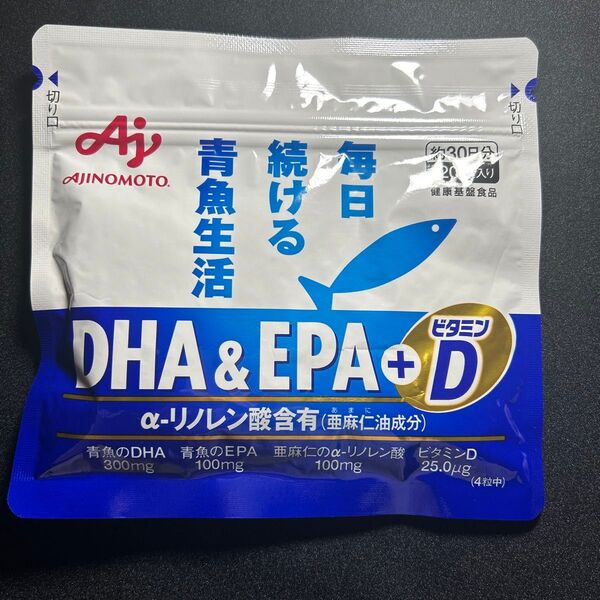 切り口
切り口
Aj
AJINOMOTO
毎日
続ける
青魚生活
約30日分
入り
健康基盤食品
DHA & EPA + ビタミンD
α-リノレン酸含有(亜麻仁油成分)
あまに
青魚のDHA 青魚のEPA 亜麻仁のα-リノレン酸 ビタミンD
300mg 100mg 100mg 25.0μg
(4粒中)